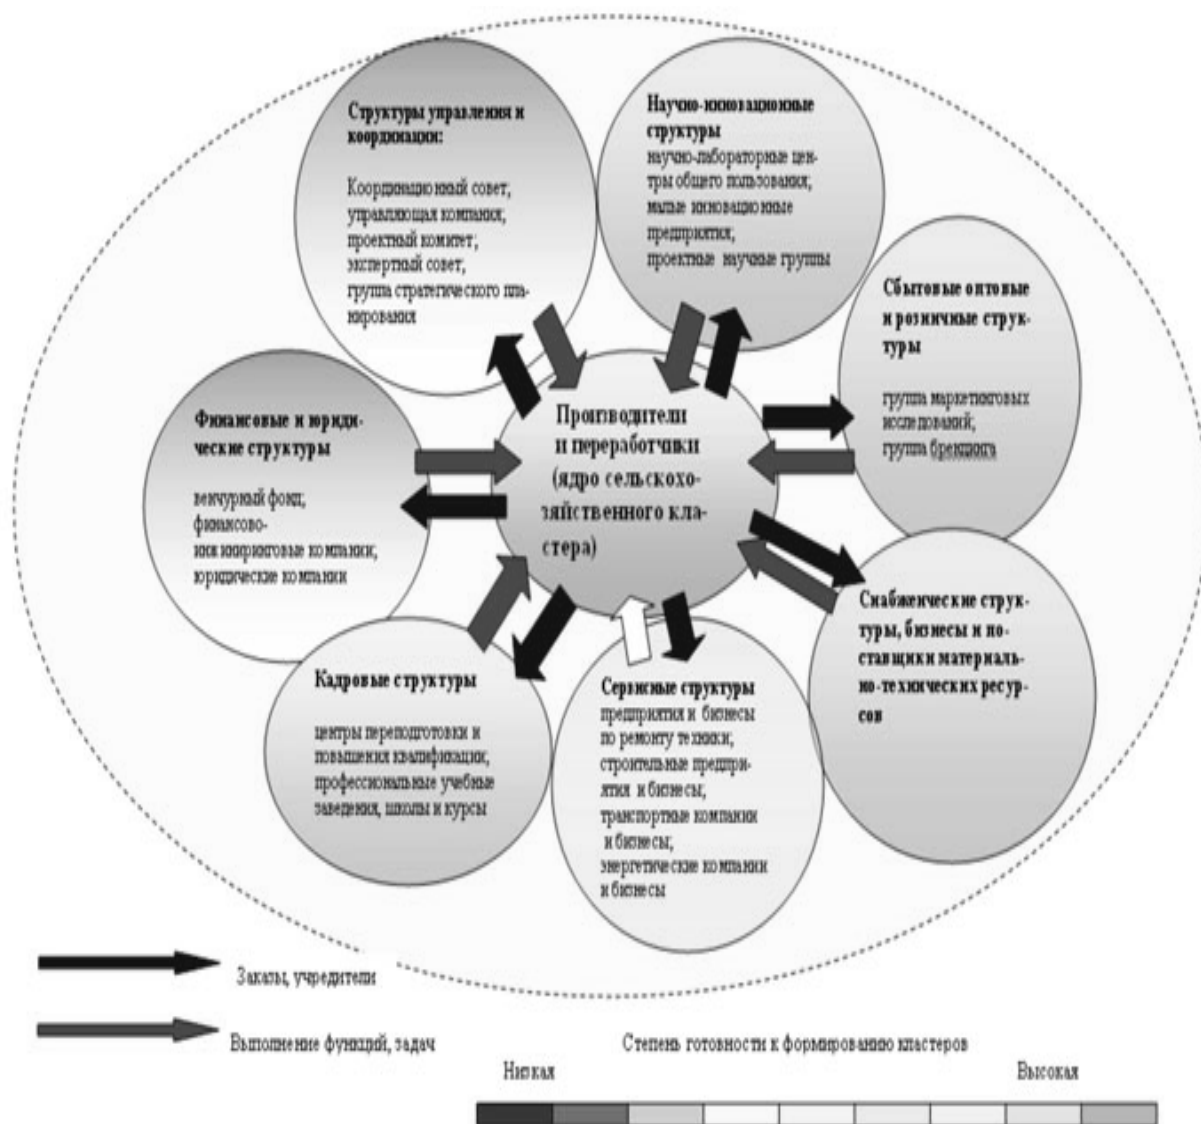 Структуры управления и
координации:
Координационный совет;
управляющая компания;
проектный комитет;
экспертный совет;
группа стратегического пла-
нирования
Научно-инновационные
структуры
научно-лабораторные цен-
тры общего пользования;
малые инновационные
предприятия;
проектные научные группы
Сбытовые оптовые
и розничные струк-
туры
группа маркетинговых
исследований;
группа брендинга
Финансовые и юриди-
ческие структуры
венчурный фонд;
финансово-
инжиниринговые компании;
юридические компании
Производители
и переработчики
(ядро сельскохо-
зяйственного кла-
стера)
Снабженческие струк-
туры, бизнесы и по-
ставщики материаль-
но-технических ресур-
сов
Кадровые структуры
центры переподготовки и
повышения квалификации,
профессиональные учебные
заведения, школы и курсы
Сервисные структуры
предприятия и бизнесы
по ремонту техники;
строительные предпри-
ятия и бизнесы;
транспортные компании
и бизнесы;
энергетические компании
и бизнесы
Заказы, учредители
Выполнение функций, задач
Степень готовности к формированию кластеров
Низкая Высокая